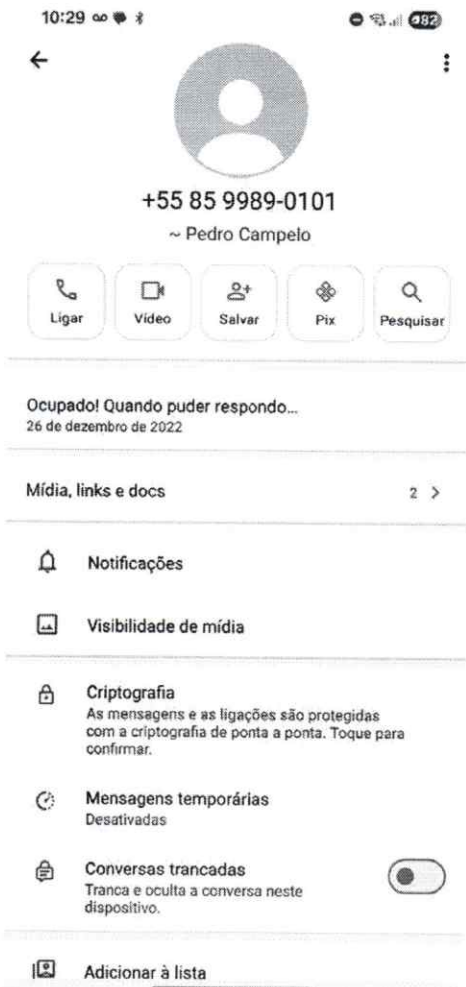 10:29
82
+55 85 9989-0101
~ Pedro Campelo
Ligar
Vídeo
Salvar
Pix
Pesquisar
Ocupado! Quando puder respondo...
26 de dezembro de 2022
Mídia, links e docs
2 >
Notificações
Visibilidade de mídia
Criptografia
As mensagens e as ligações são protegidas
com a criptografia de ponta a ponta. Toque para
confirmar.
Mensagens temporárias
Desativadas
Conversas trancadas
Tranca e oculta a conversa neste
dispositivo.
Adicionar à lista